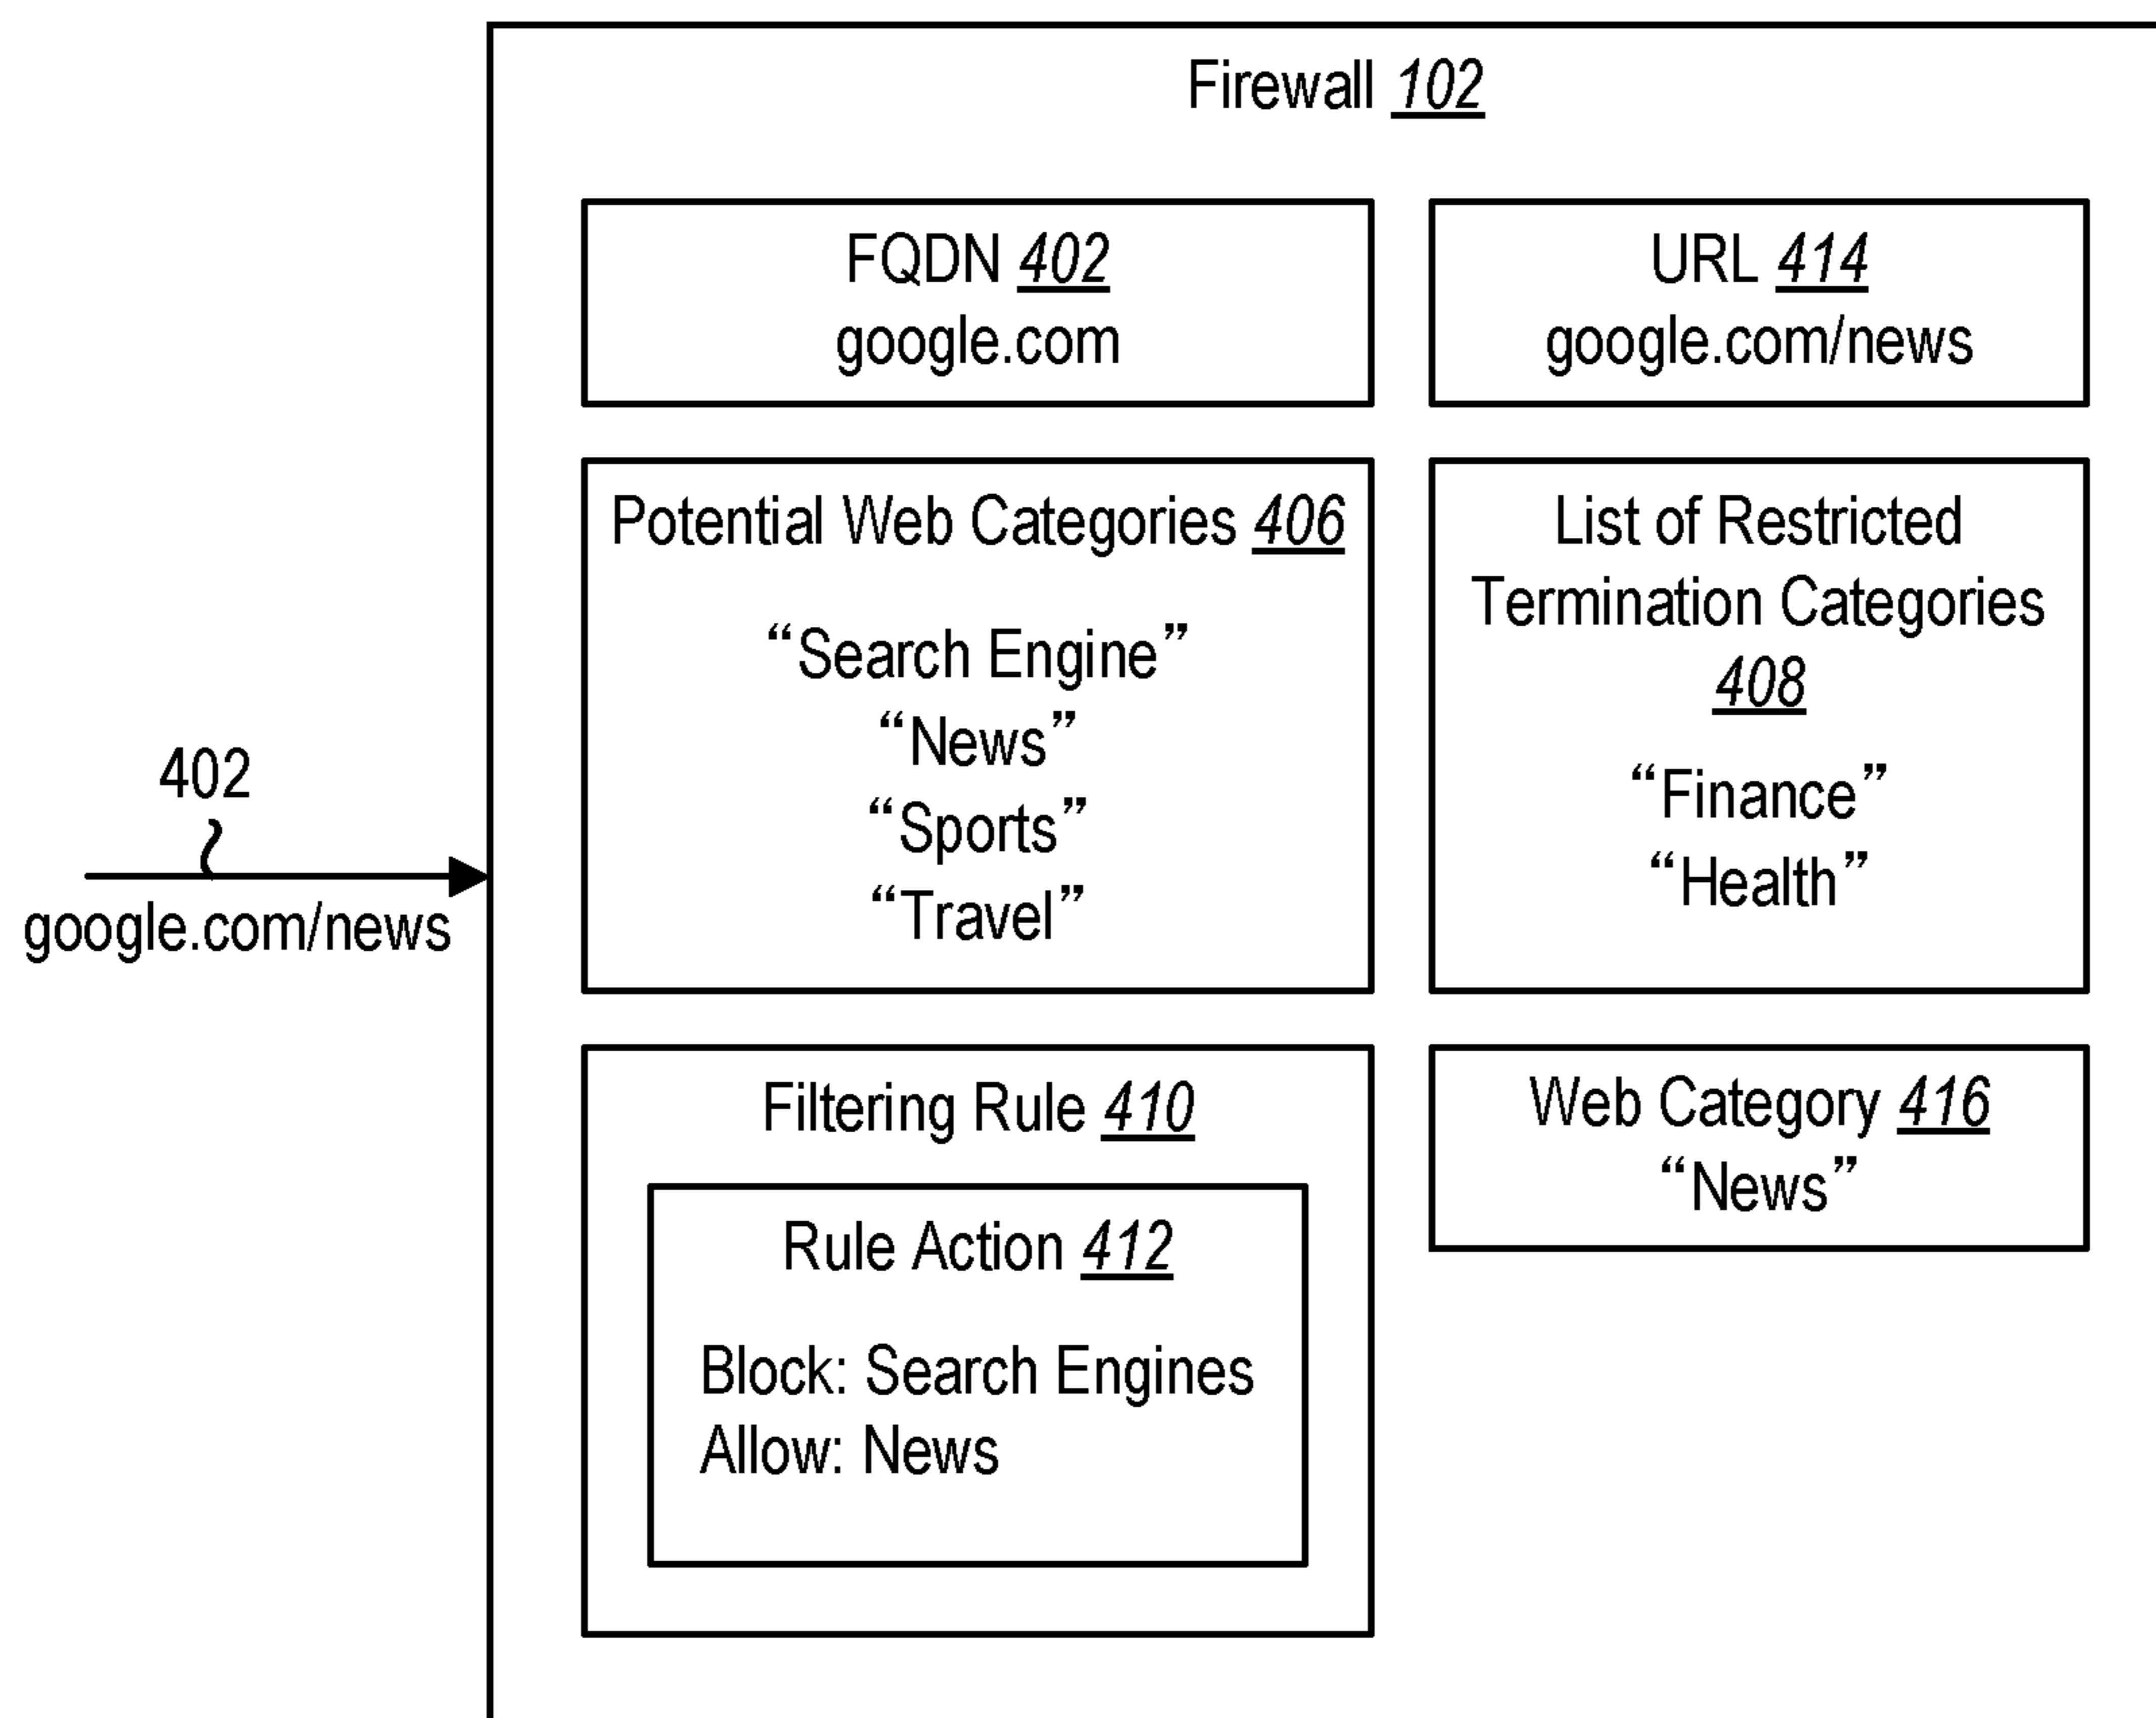 Firewall 102
FQDN 402
google.com
URL 414
google.com/news
Potential Web Categories 406
“Search Engine”
“News”
“Sports”
“Travel”
List of Restricted
Termination Categories
408
“Finance”
“Health”
402
google.com/news
Filtering Rule 410
Rule Action 412
Block: Search Engines
Allow: News
Web Category 416
“News”